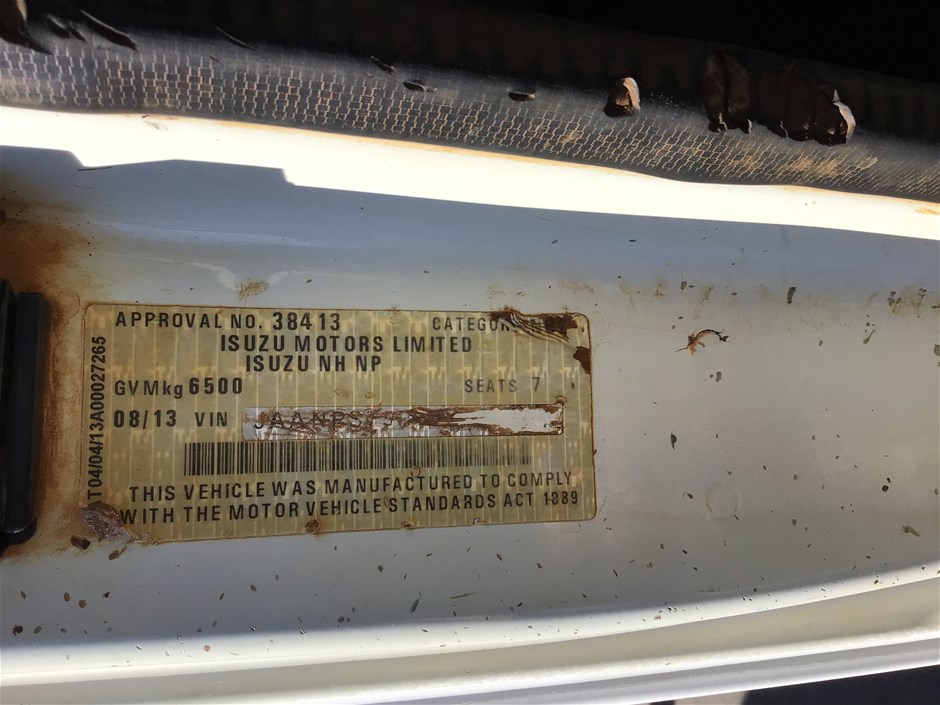 APPROVAL NO. 38413 CATEGORY
ISUZU MOTORS LIMITED
ISUZU NH NP
GVMkg 6500 SEATS 7
08/13 VIN
THIS VEHICLE WAS MANUFACTURED TO COMPLY
WITH THE MOTOR VEHICLE STANDARDS ACT 1989
T04/04/13A00027265